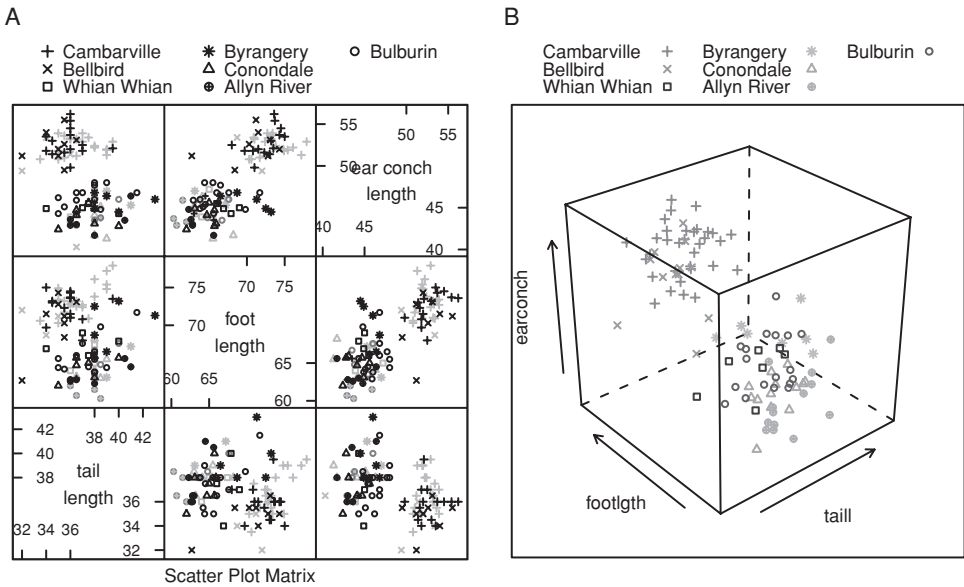 A
Cambarville Byrangery Bulburin
Bellbird Conondale
Whian Whian Allyn River
50 55
55
50
ear conch
length
45
40 45
40
70 75
75
foot
70
length
65
60 65
60
42
38 40 42
40
tail
38
length
36
32 34 36
34
32
Scatter Plot Matrix
B
Cambarville Byrangery Bulburin
Bellbird Conondale
Whian Whian Allyn River
earconch
footlgth
taill